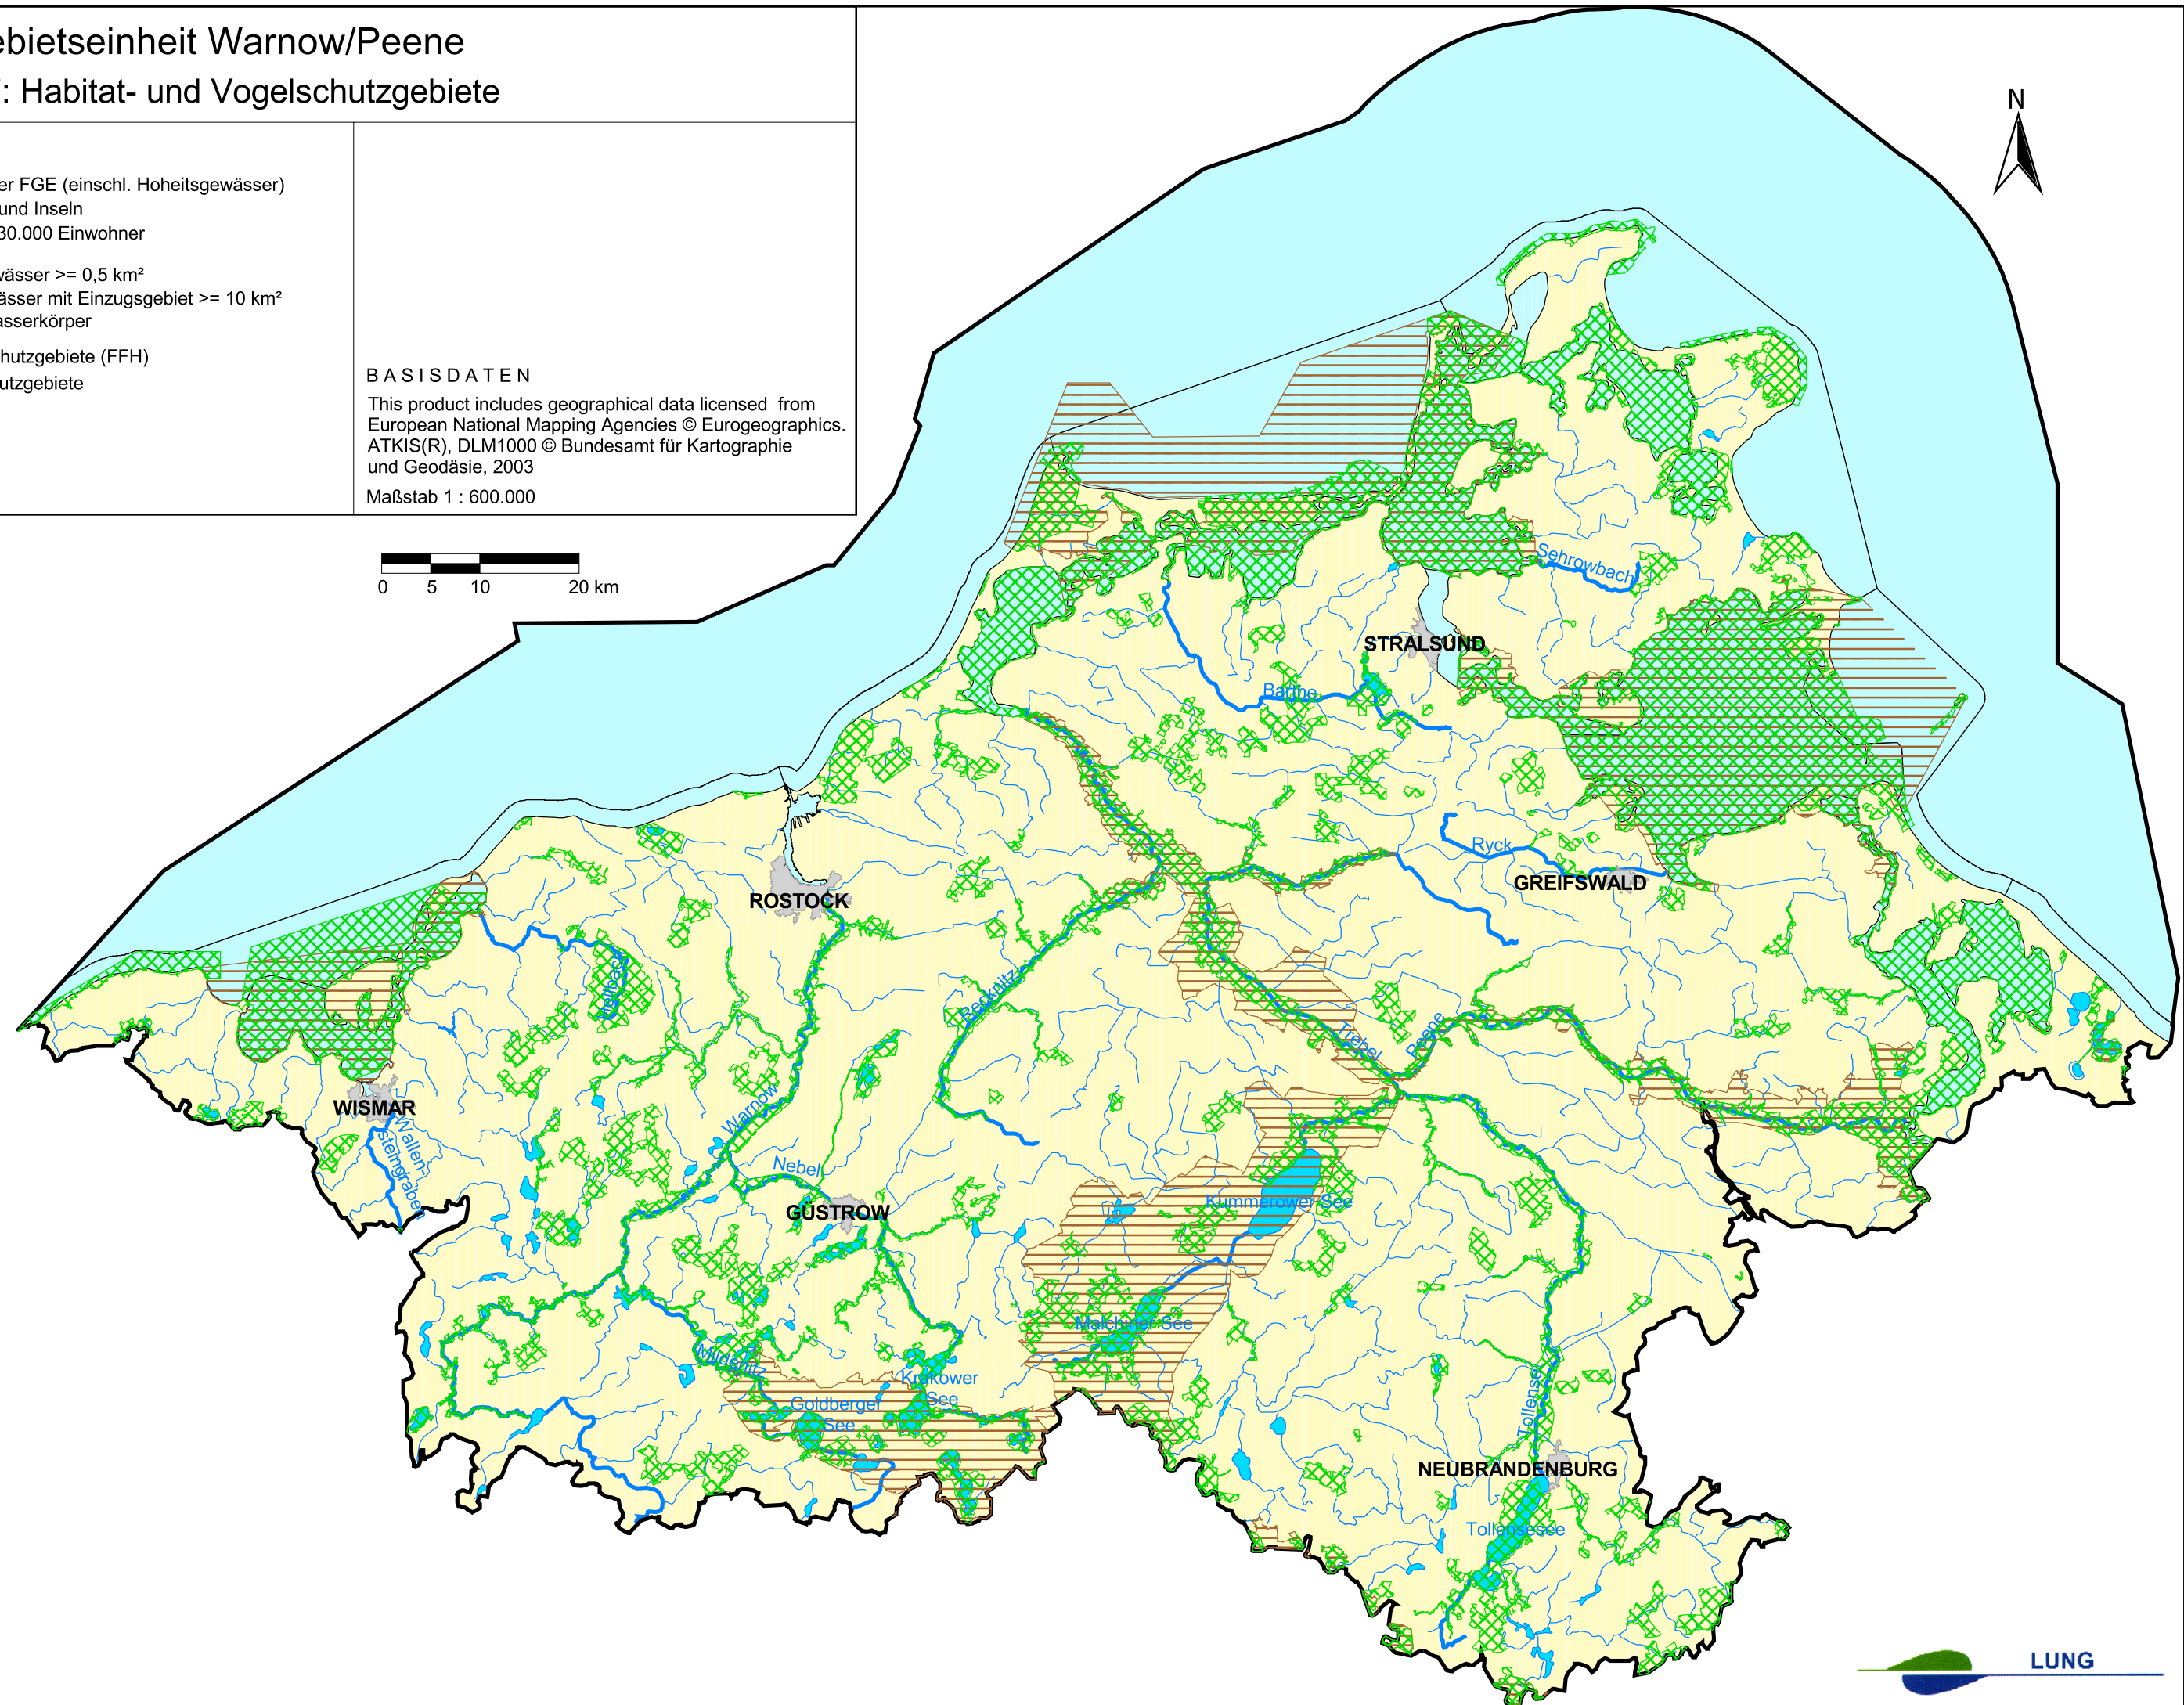 ebietseinheit Warnow/Peene
: Habitat- und Vogelschutzgebiete
er FGE (einschl. Hoheitsgewässer)
und Inseln
30.000 Einwohner
wässer >= 0,5 km²
ässer mit Einzugsgebiet >= 10 km²
asserkörper
hutzgebiete (FFH)
utzgebiete
BASISDATEN
This product includes geographical data licensed from
European National Mapping Agencies © Eurogeographics.
ATKIS(R), DLM1000 © Bundesamt für Kartographie
und Geodäsie, 2003
Maßstab 1 : 600.000
0 5 10 20 km
N
Sehrowbach
STRALSUND
Barthe
Ryck
GREIFSWALD
ROSTOCK
Recknitz
Trebel
Peene
WISMAR
Wallen-
steingraben
Warnow
Nebel
GÜSTROW
Kummerower See
Malchiner See
Mildenitz
Krakower
See
Goldberger
See
Tollense
NEUBRANDENBURG
Tollensesee
LUNG